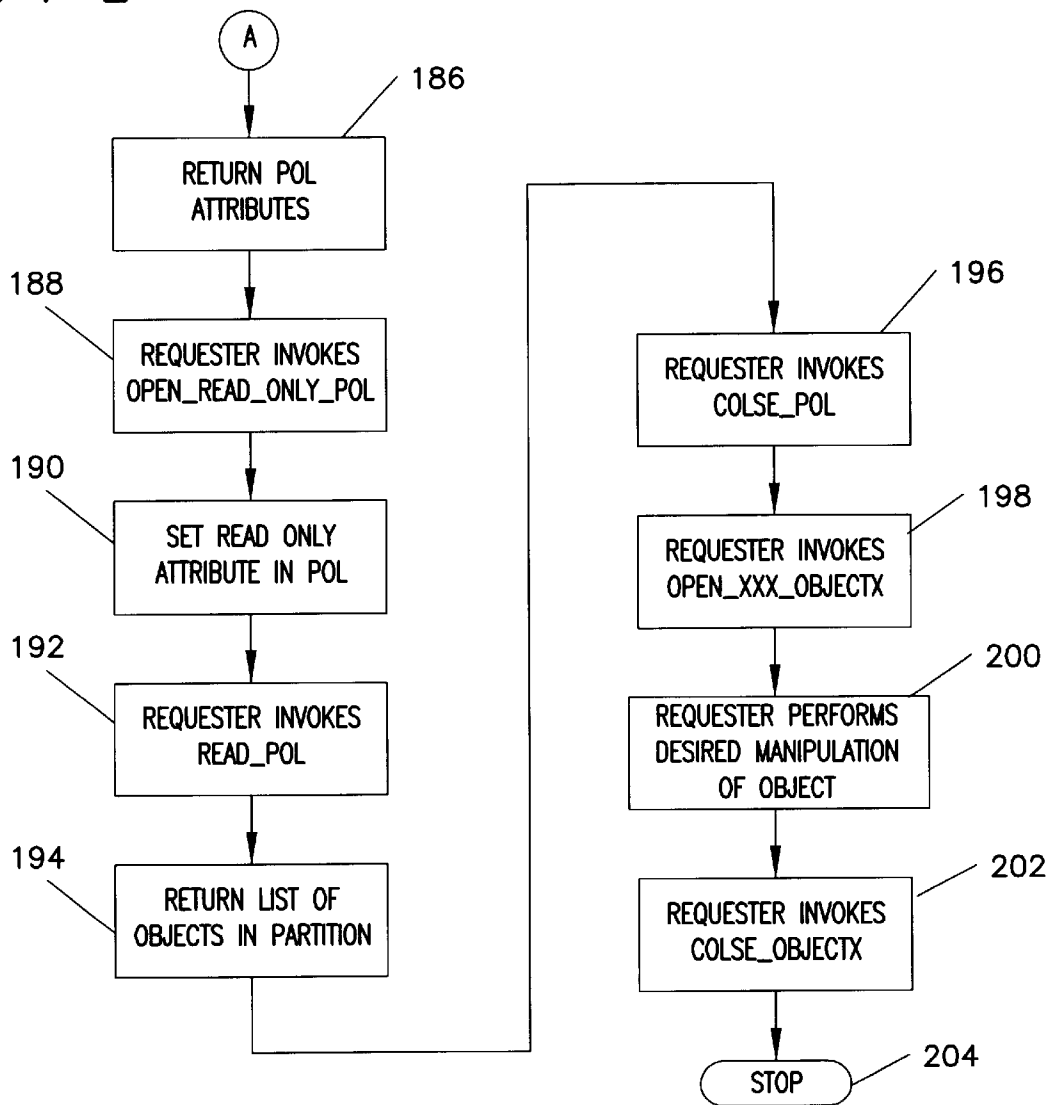 A
186
RETURN POL
ATTRIBUTES
188
REQUESTER INVOKES
OPEN_READ_ONLY_POL
190
SET READ ONLY
ATTRIBUTE IN POL
192
REQUESTER INVOKES
READ_POL
194
RETURN LIST OF
OBJECTS IN PARTITION
196
REQUESTER INVOKES
COLSE_POL
198
REQUESTER INVOKES
OPEN_XXX_OBJECTX
200
REQUESTER PERFORMS
DESIRED MANIPULATION
OF OBJECT
202
REQUESTER INVOKES
COLSE_OBJECTX
STOP
204